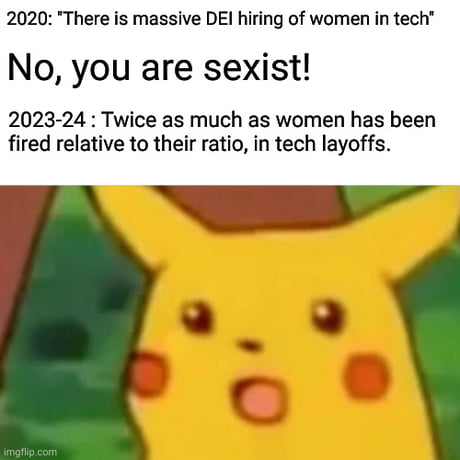 2020: "There is massive DEI hiring of women in tech"
No, you are sexist!
2023-24 : Twice as much as women has been
fired relative to their ratio, in tech layoffs.
imgflip.com